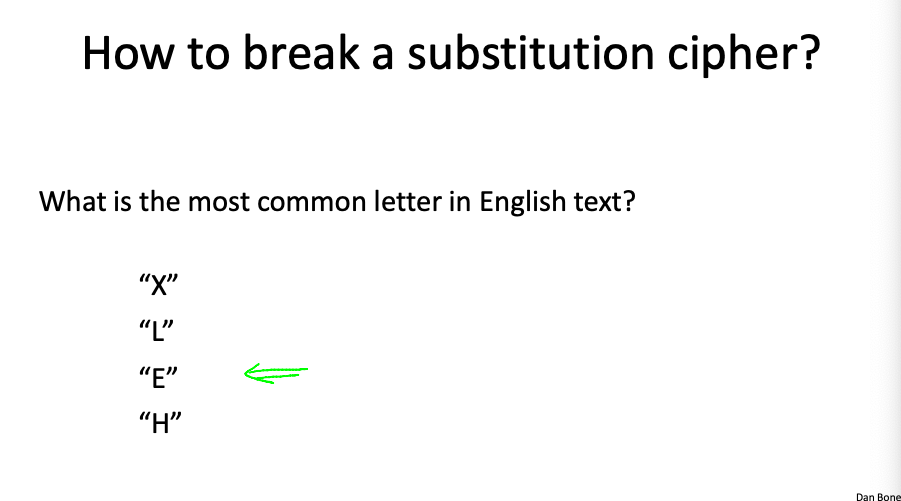 How to break a substitution cipher?
What is the most common letter in English text?
“X”
“L”
“E”
“H”
Dan Bone